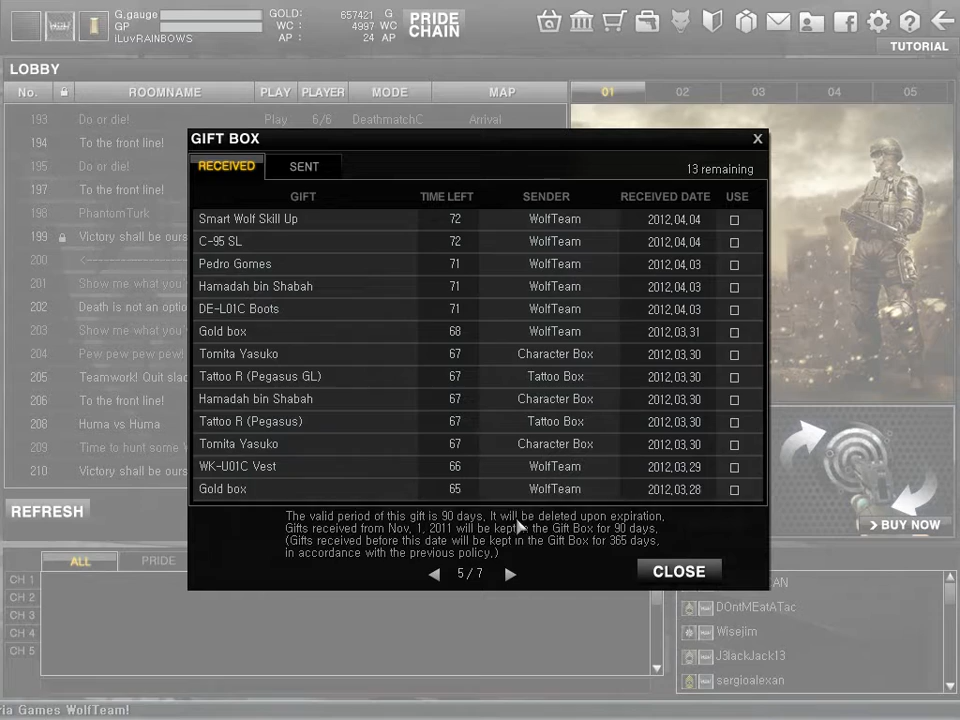 G.gauge
GP
iLuvRAINBOWS
GOLD: 657421 G
WC : 4997 WC
AP : 24 AP
PRIDE
CHAIN
TUTORIAL
LOBBY
No. ROOMNAME PLAY PLAYER MODE MAP
01 02 03 04 05
193 Do or die! Play 6/6 DeathmatchC Arrival
194 To the front line!
195 Do or die!
197 To the front line!
198 PhantomTurk
199 Victory shall be ours
200 <---
201 Show me what you
202 Death is not an optio
203 Show me what you
204 Pew pew pew pew!
205 Teamwork! Quit slac
206 To the front line!
208 Huma vs Huma
209 Time to hunt some
210 Victory shall be ours
REFRESH
GIFT BOX X
RECEIVED SENT 13 remaining
GIFT TIME LEFT SENDER RECEIVED DATE USE
Smart Wolf Skill Up 72 WolfTeam 2012.04.04
C-95 SL 72 WolfTeam 2012.04.04
Pedro Gomes 71 WolfTeam 2012.04.03
Hamadah bin Shabah 71 WolfTeam 2012.04.03
DE-L01C Boots 71 WolfTeam 2012.04.03
Gold box 68 WolfTeam 2012.03.31
Tomita Yasuko 67 Character Box 2012.03.30
Tattoo R (Pegasus GL) 67 Tattoo Box 2012.03.30
Hamadah bin Shabah 67 Character Box 2012.03.30
Tattoo R (Pegasus) 67 Tattoo Box 2012.03.30
Tomita Yasuko 67 Character Box 2012.03.30
WK-U01C Vest 66 WolfTeam 2012.03.29
Gold box 65 WolfTeam 2012.03.28
The valid period of this gift is 90 days. It will be deleted upon expiration.
Gifts received from Nov. 1, 2011 will be kept in the Gift Box for 90 days.
(Gifts received before this date will be kept in the Gift Box for 365 days,
in accordance with the previous policy.)
5/7
CLOSE
> BUY NOW
ALL PRIDE
CH 1
CH 2
CH 3
CH 4
CH 5
CAN
DOntMEatATac
Wisejim
J3lackJack13
sergioalexan
ria Games WolfTeam!